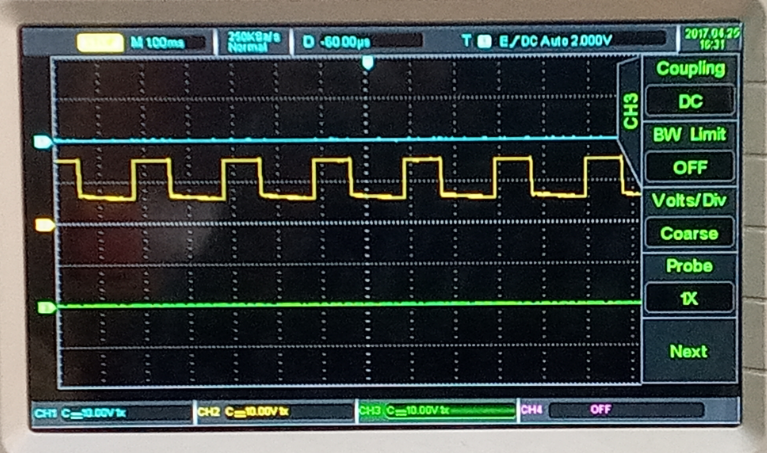 M 1.00ms
250KSa/s
Normal
D -60.00µs
T E/DC Auto 2.000V
2017.04.25
16:31
Coupling
DC
CH3
BW Limit
OFF
Volts/Div
Coarse
Probe
1X
Next
CH1 10.00V 1x
CH2 10.00V 1x
CH3 10.00V 1x
CH4 OFF